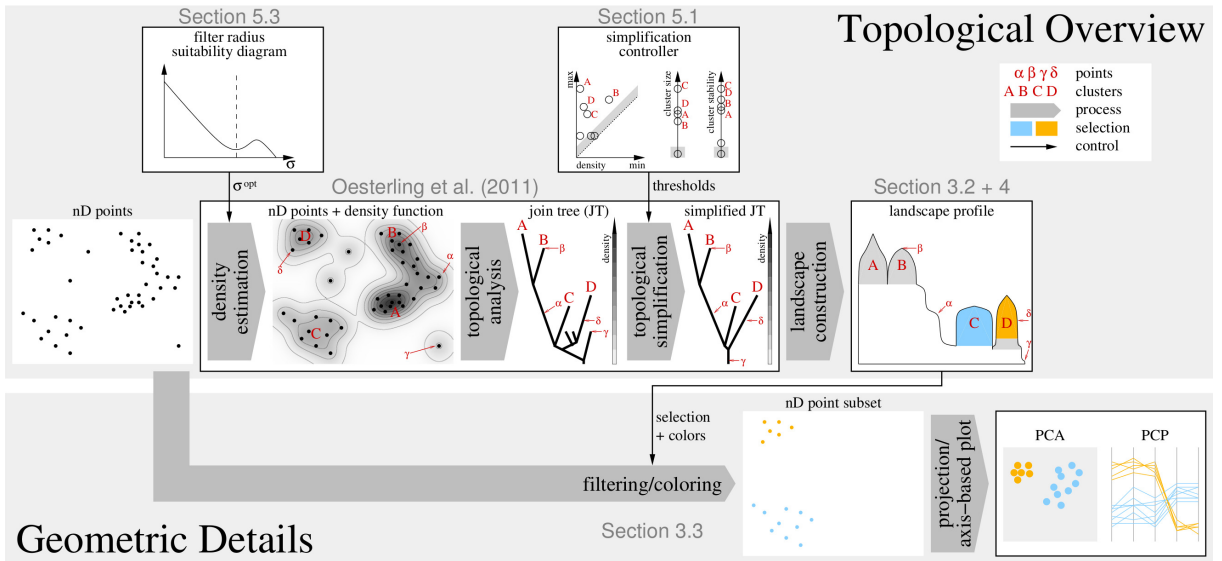 Section 5.3
Section 5.1
Topological Overview
filter radius
suitability diagram
σ
simplification
controller
max
A
D
C
B
density
min
cluster size
C
D
A
B
cluster stability
C
D
B
A
α β γ δ points
A B C D clusters
process
selection
control
σ opt
Oesterling et al. (2011)
thresholds
Section 3.2 + 4
nD points
density
estimation
nD points + density function
D
B
β
α
δ
A
C
γ
topological
analysis
join tree (JT)
density
A
B
β
C
D
α
δ
γ
topological
simplification
simplified JT
density
A
B
β
C
D
α
δ
γ
landscape
construction
landscape profile
A
B
β
α
C
D
δ
γ
selection
+ colors
filtering/coloring
Section 3.3
nD point subset
projection/
axis−based plot
PCA
PCP
Geometric Details